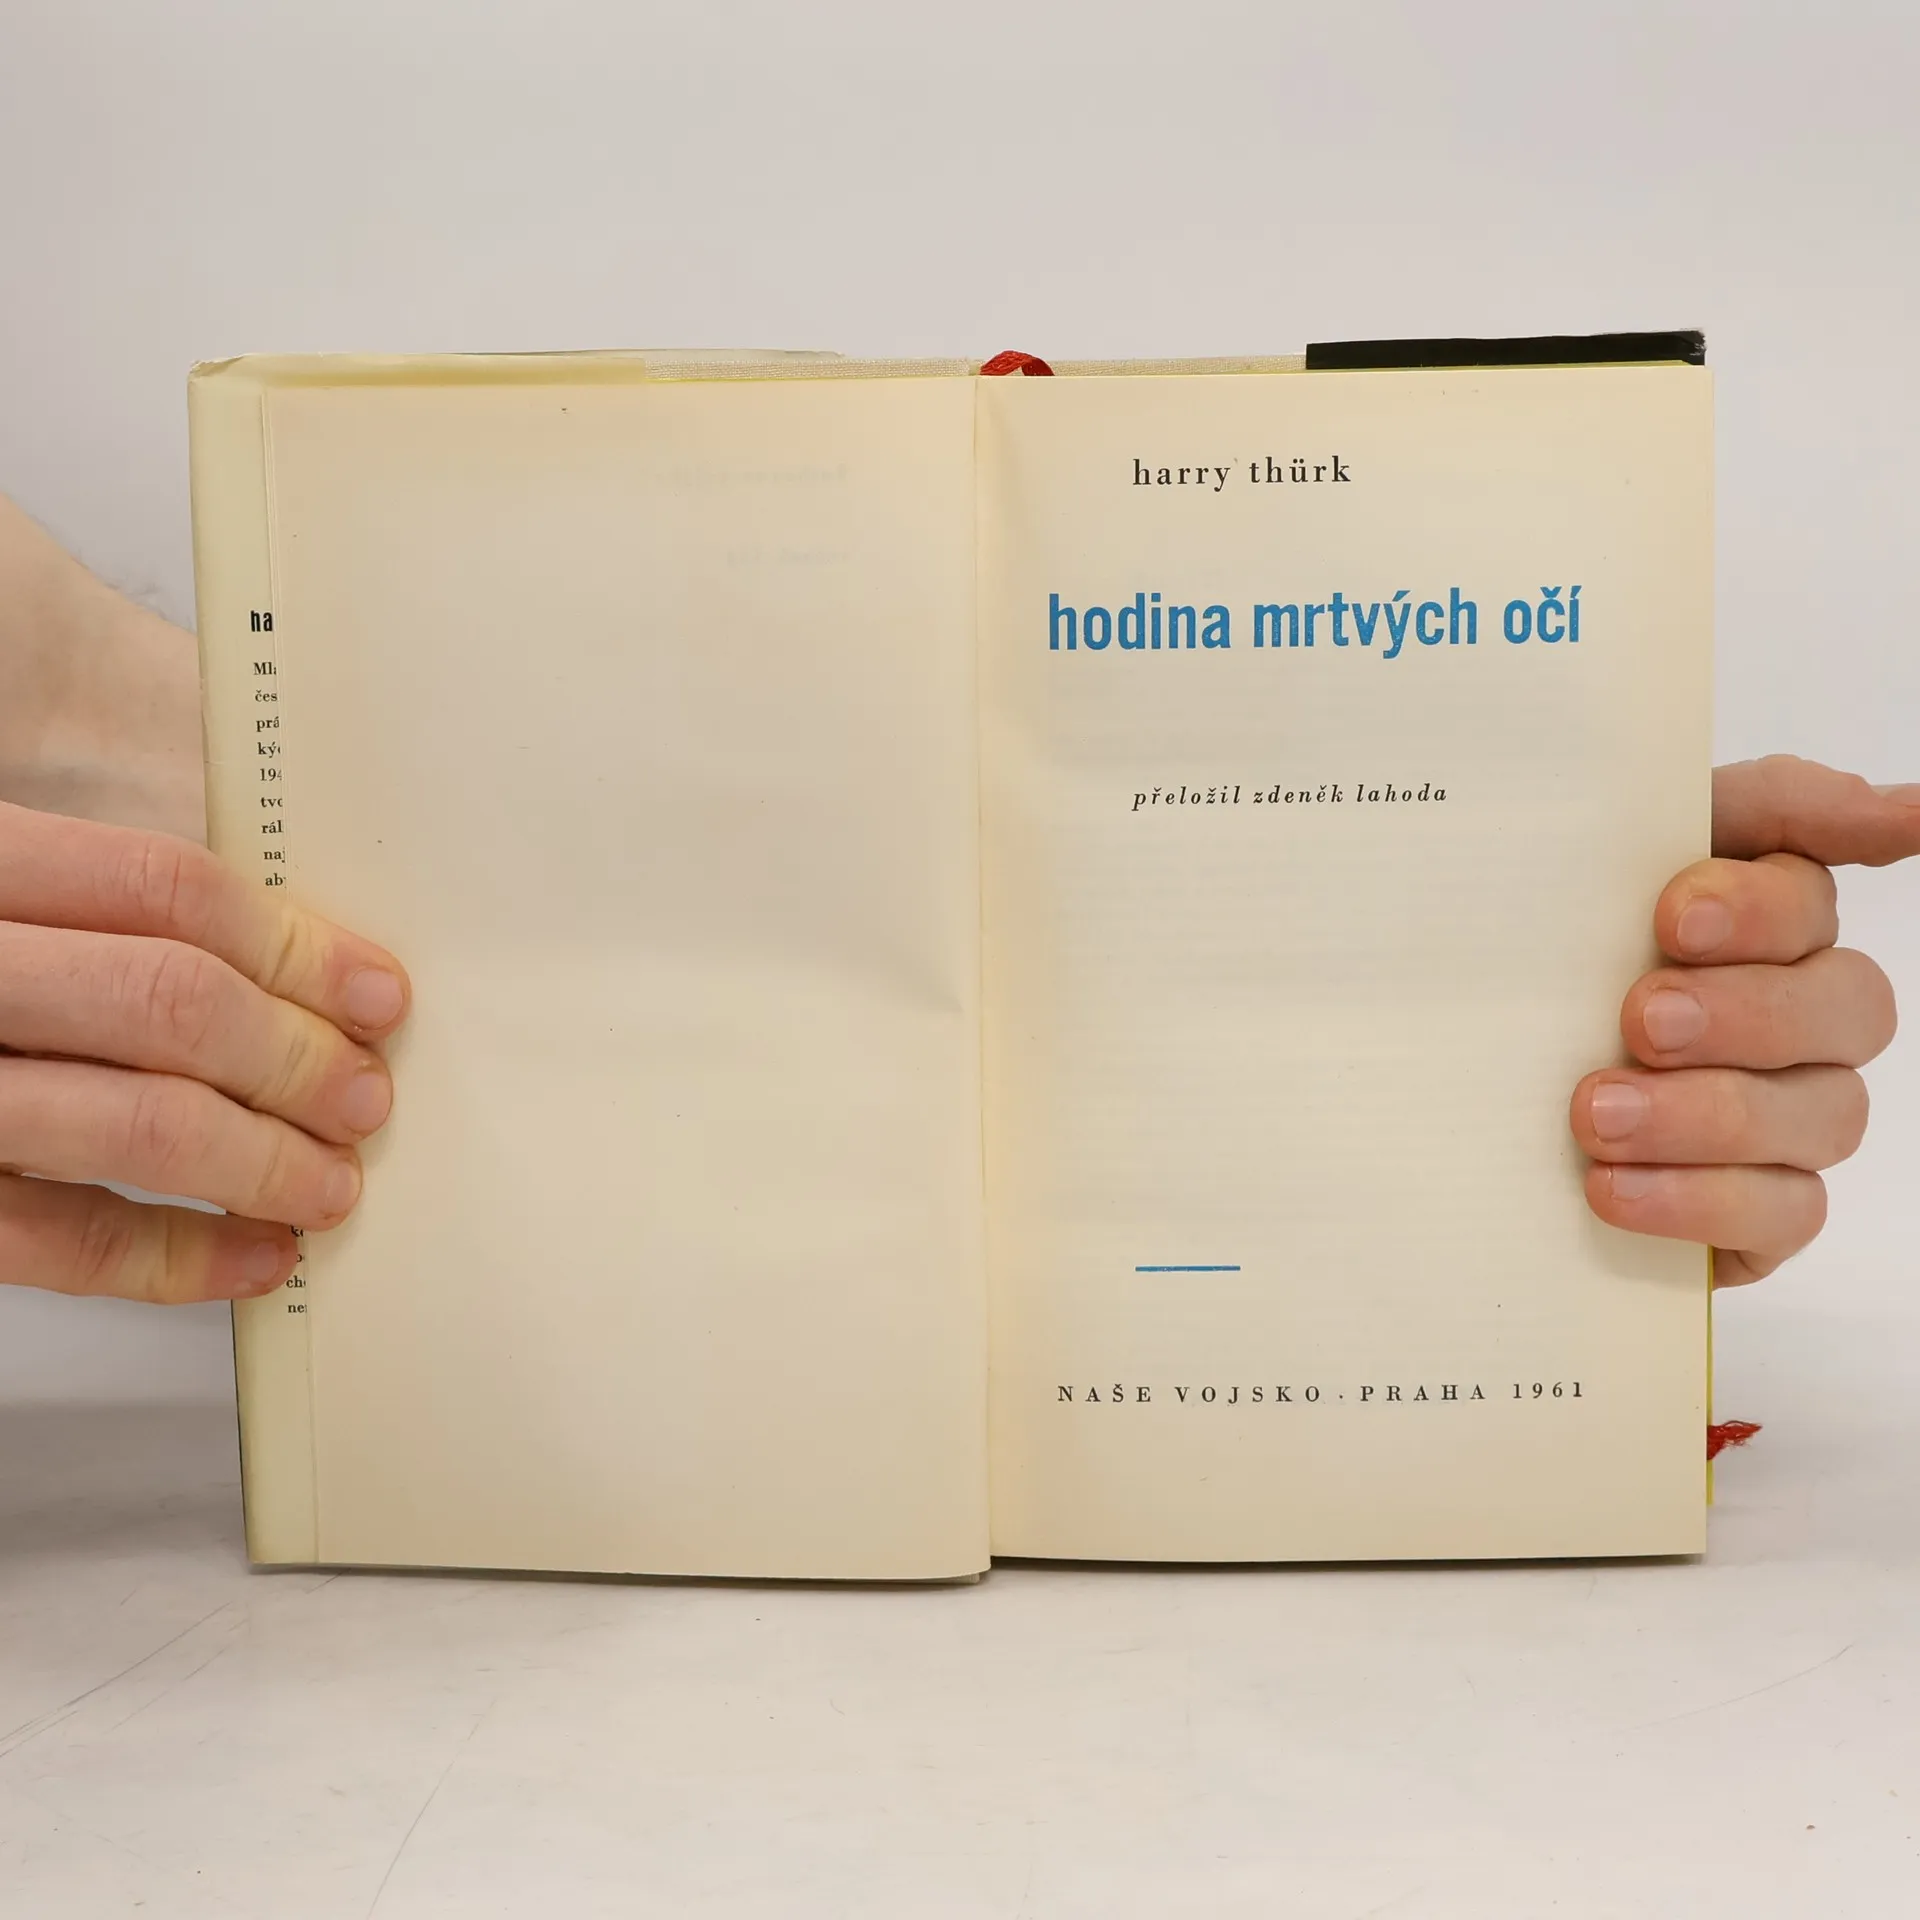 harry thürk
hodina mrtvých očí
přeložil zdeněk lahoda
NAŠE VOJSKO · PRAHA 1961